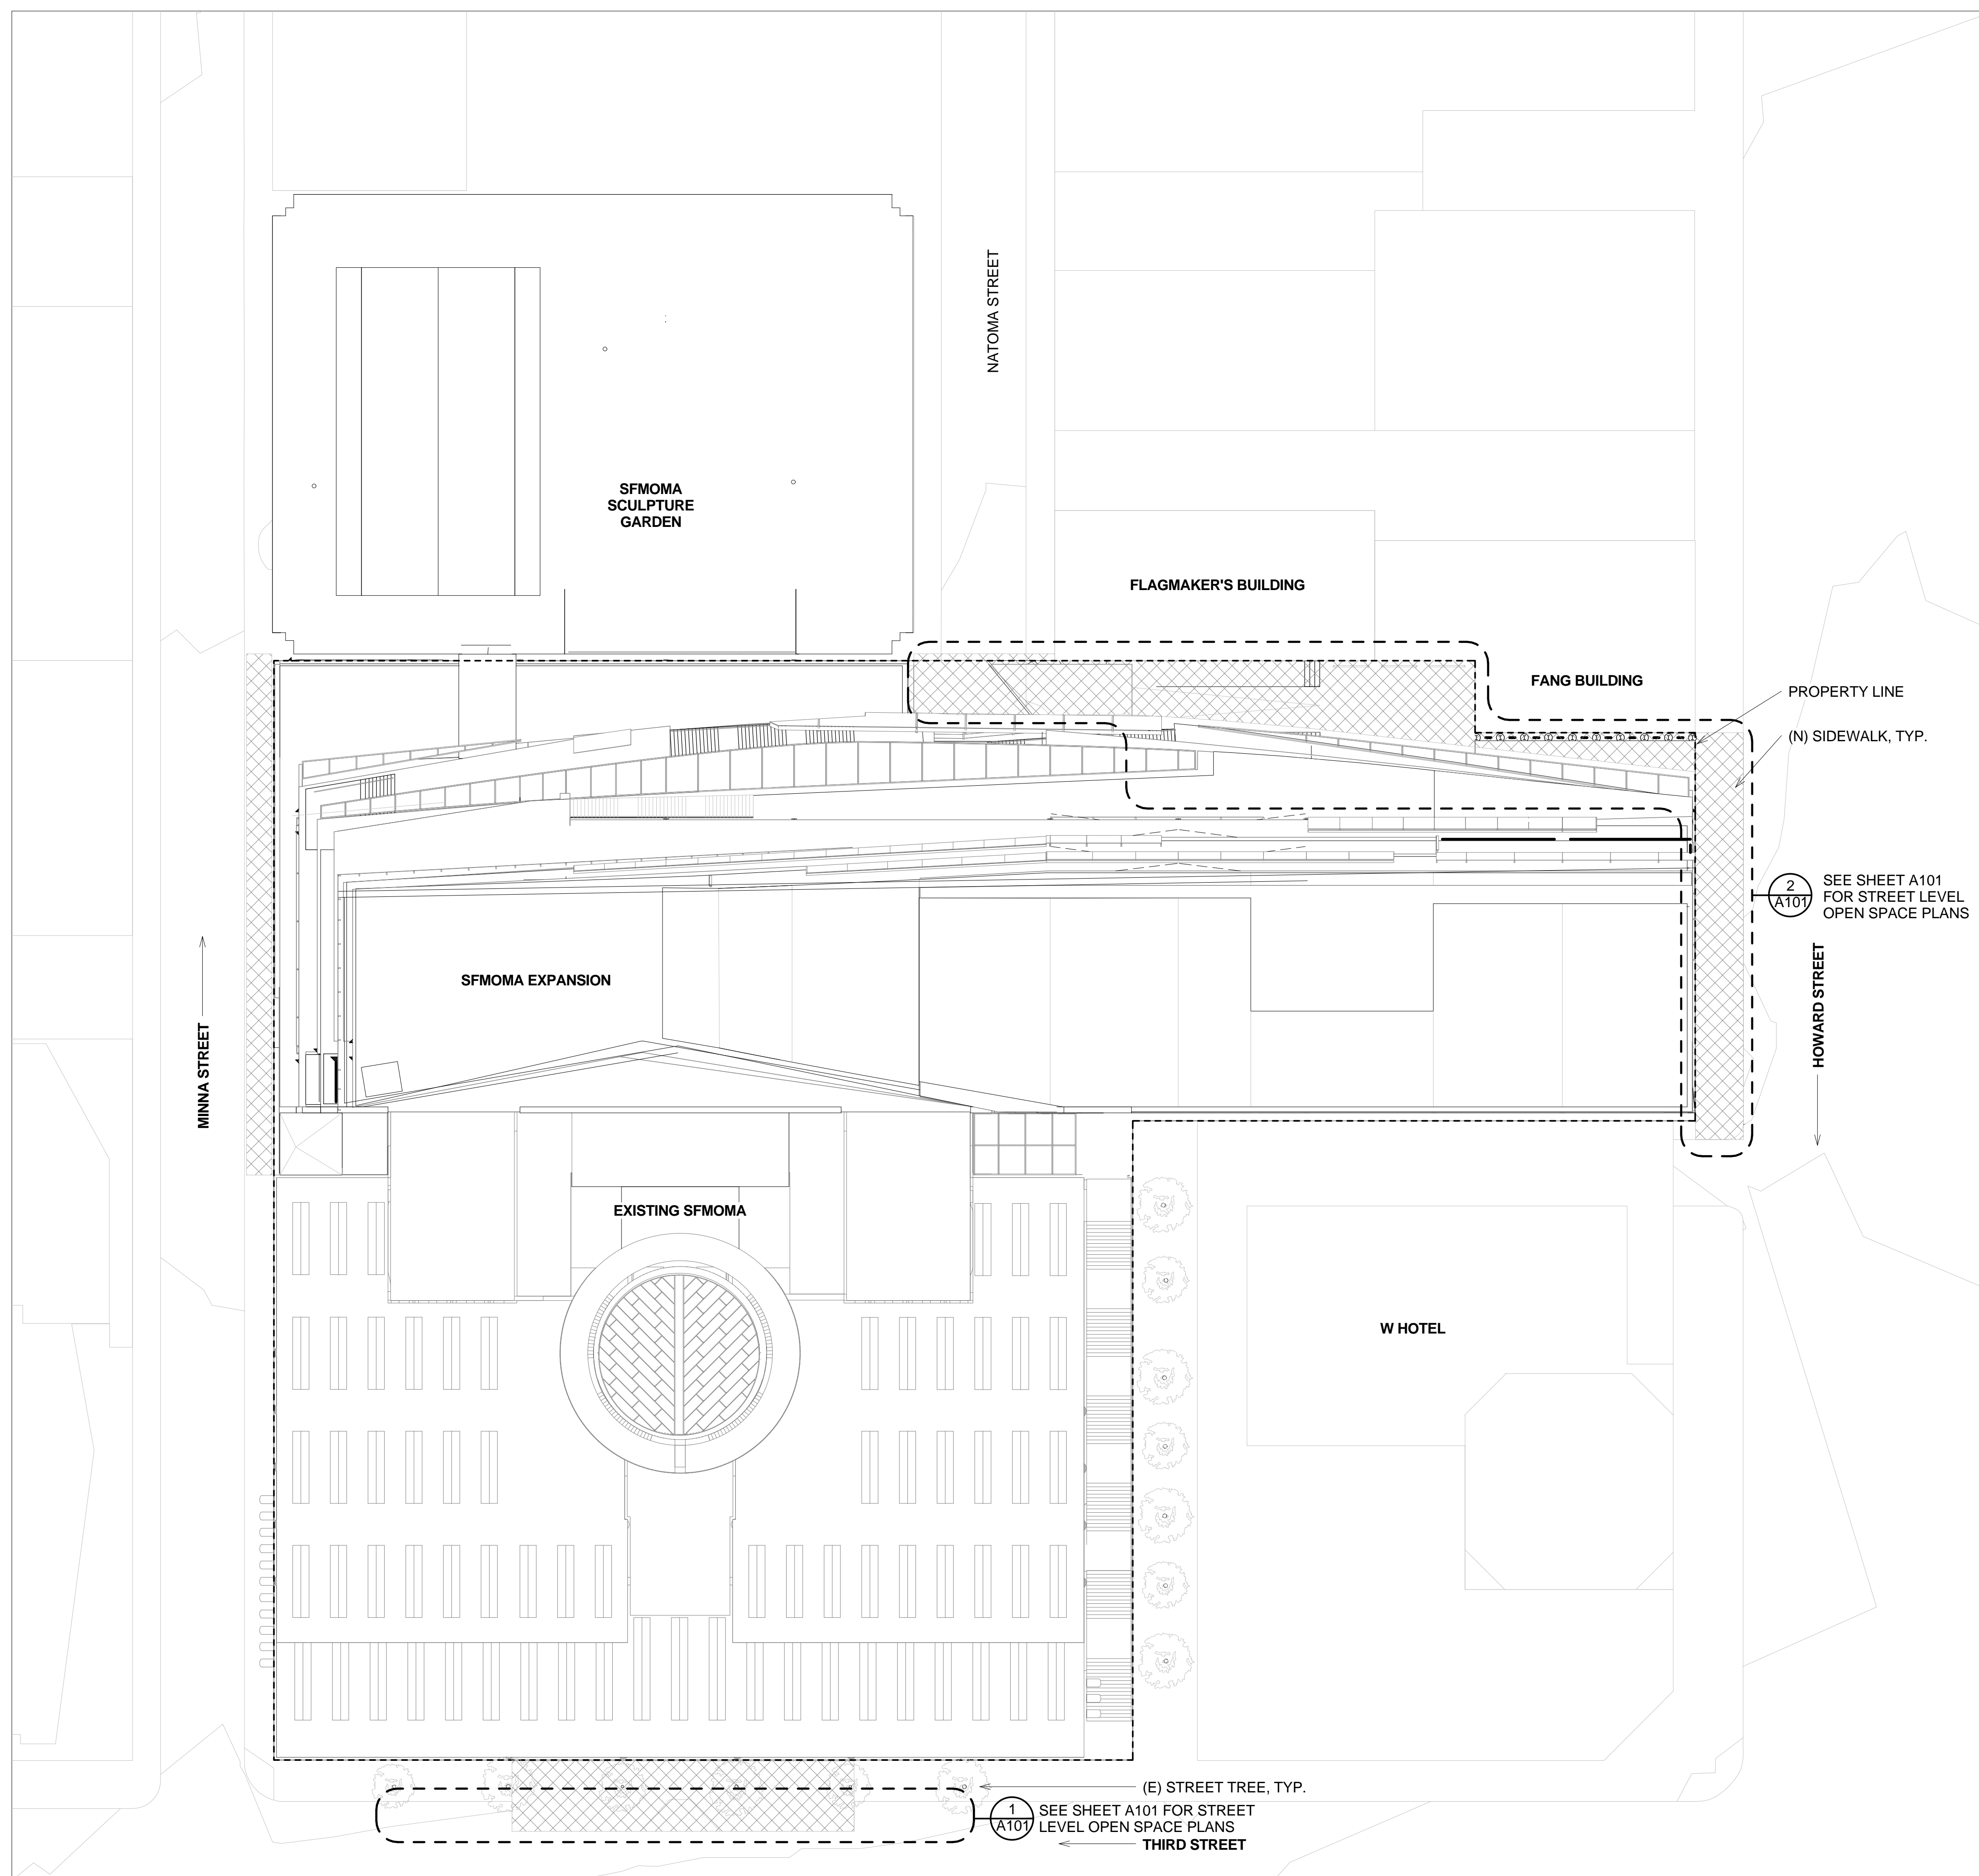 NATOMA STREET
SFMOMA
SCULPTURE
GARDEN
FLAGMAKER'S BUILDING
FANG BUILDING
PROPERTY LINE
(N) SIDEWALK, TYP.
2
A101
SEE SHEET A101
FOR STREET LEVEL
OPEN SPACE PLANS
SFMOMA EXPANSION
MINNA STREET
HOWARD STREET
EXISTING SFMOMA
W HOTEL
(E) STREET TREE, TYP.
1
A101
SEE SHEET A101 FOR STREET
LEVEL OPEN SPACE PLANS
THIRD STREET